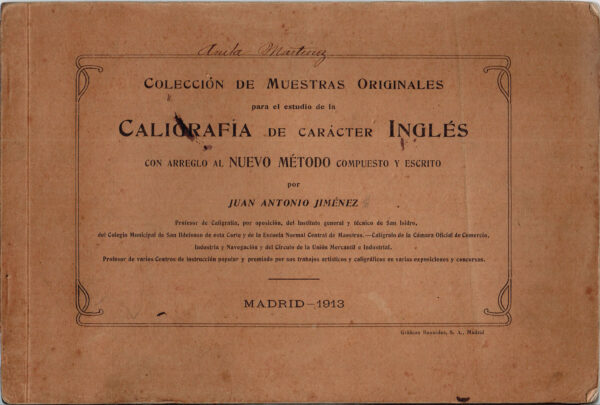 Anita Martinez
COLECCIÓN DE MUESTRAS ORIGINALES
para el estudio de la
CALIGRAFÍA DE CARÁCTER INGLÉS
CON ARREGLO AL NUEVO MÉTODO COMPUESTO Y ESCRITO
por
JUAN ANTONIO JIMÉNEZ
Profesor de Caligrafía, por oposición, del Instituto general y técnico de San Isidro,
del Colegio Municipal de San Ildefonso de esta Corte y de la Escuela Normal Central de Maestros.—Calígrafo de la Cámara Oficial de Comercio,
Industria y Navegación y del Círculo de la Unión Mercantil e Industrial.
Profesor de varios Centros de instrucción popular y premiado por sus trabajos artísticos y caligráficos en varias exposiciones y concursos.
MADRID—1913
Gráficas Reunidas, S. A., Madrid